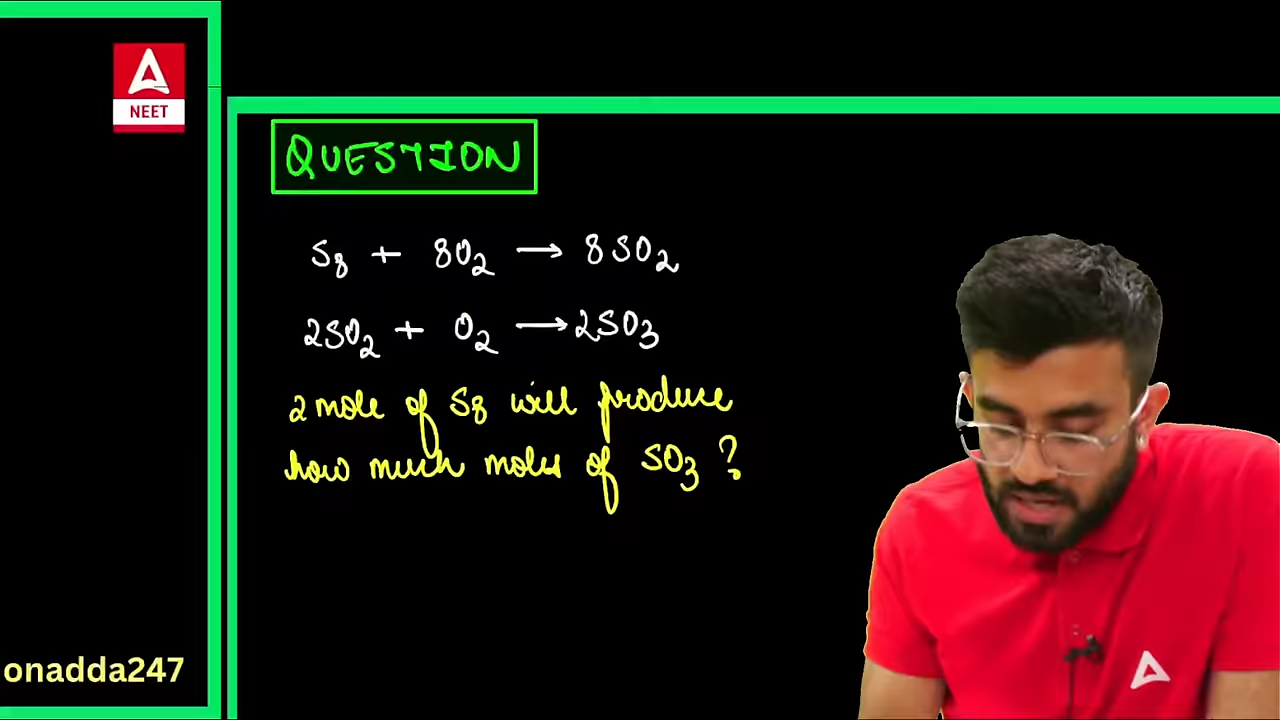 NEET
QUESTION
S₈ + 8O₂ → 8SO₂
2SO₂ + O₂ → 2SO₃
2 mole of S₈ will produce
how much moles of SO₃ ?
onadda247